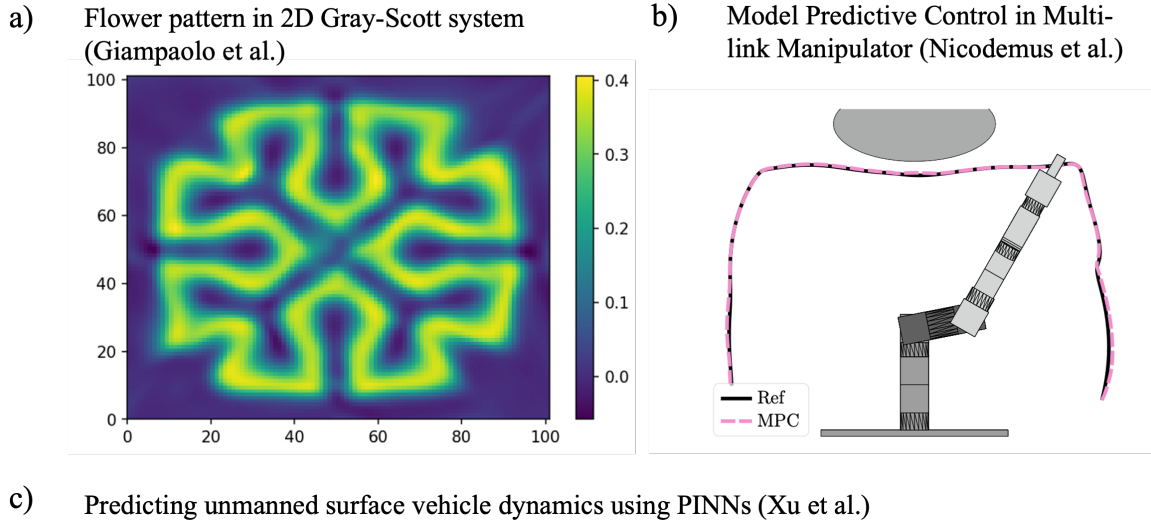 a)
Flower pattern in 2D Gray-Scott system
(Giampaolo et al.)
100
80
60
40
20
0
0 20 40 60 80 100
0.4
0.3
0.2
0.1
0.0
b)
Model Predictive Control in Multi-
link Manipulator (Nicodemus et al.)
Ref
MPC
c)
Predicting unmanned surface vehicle dynamics using PINNs (Xu et al.)